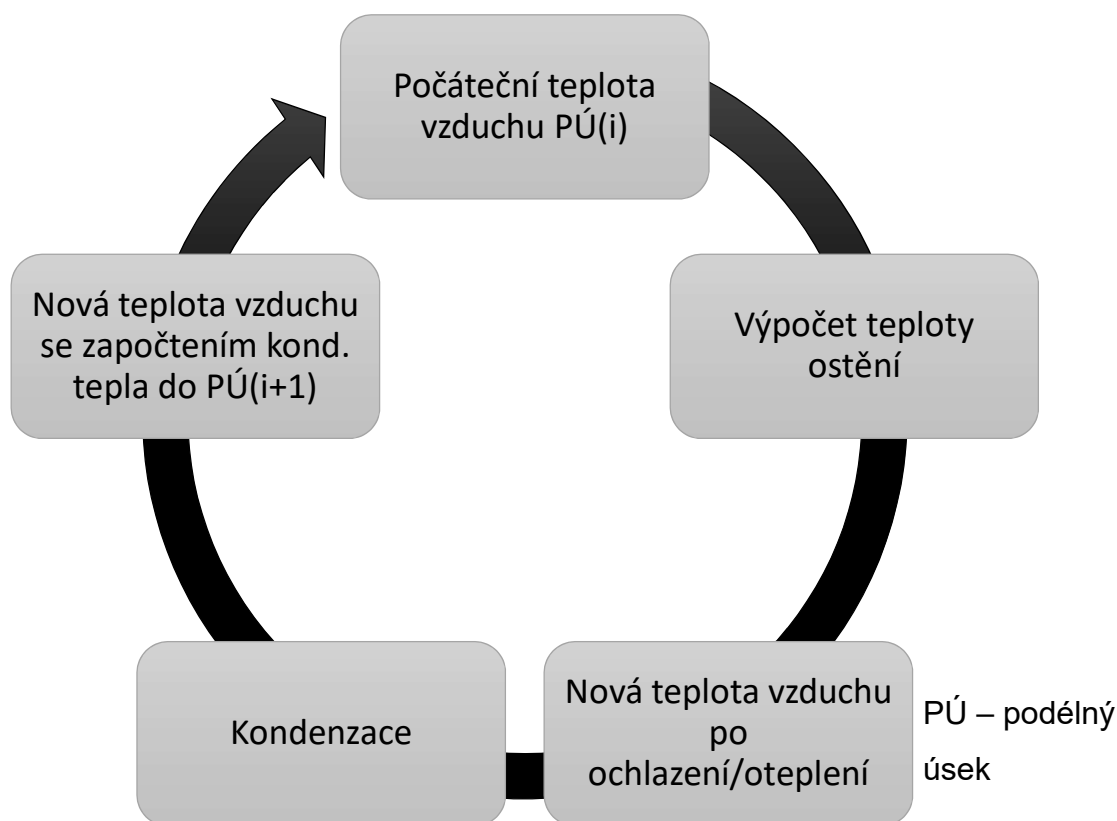 Počáteční teplota
vzduchu PÚ(i)
Výpočet teploty
ostění
Nová teplota vzduchu
po
ochlazení/oteplení
PÚ – podélný
úsek
Kondenzace
Nová teplota vzduchu
se započtením kond.
tepla do PÚ(i+1)